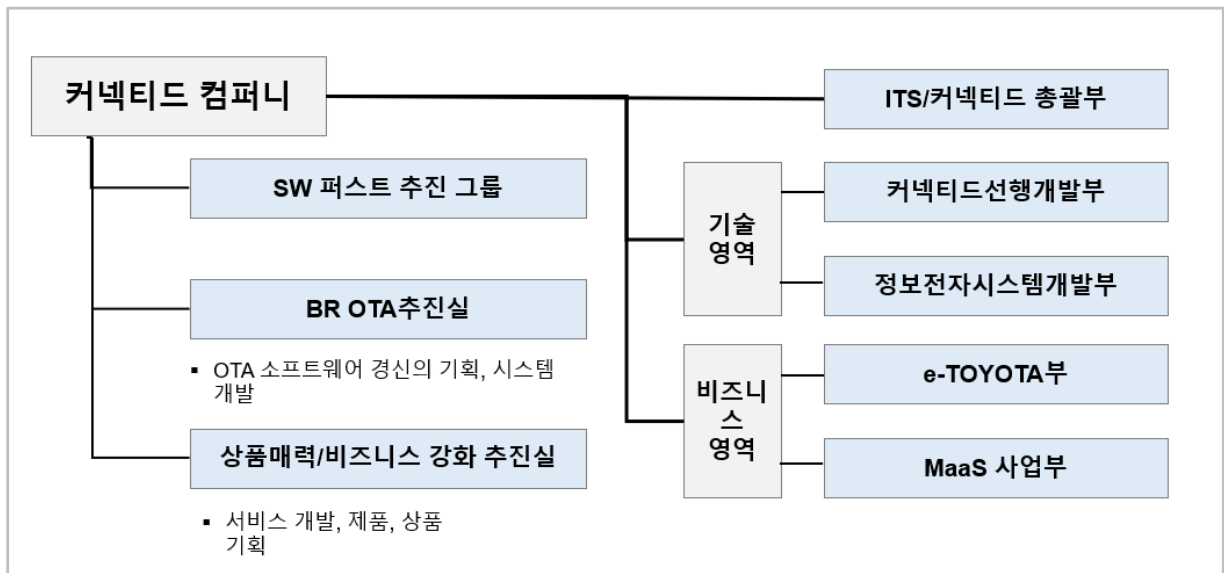 커넥티드 컴퍼니
SW 퍼스트 추진 그룹
BR OTA추진실
▪ OTA 소프트웨어 경신의 기획, 시스템
개발
상품매력/비즈니스 강화 추진실
▪ 서비스 개발, 제품, 상품
기획
ITS/커넥티드 총괄부
기술
영역
커넥티드선행개발부
정보전자시스템개발부
비즈니
스
영역
e-TOYOTA부
MaaS 사업부